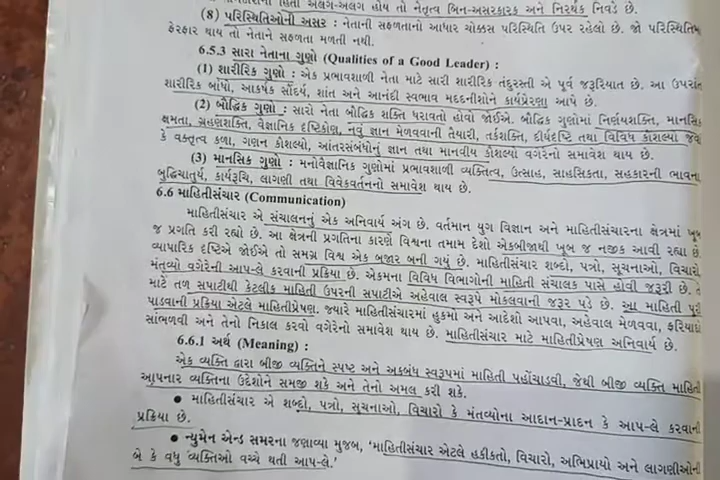 હિતો અલગ-અલગ હોય તો નેતૃત્વ બિન-અસરકારક અને નિરર્થક નિવડે છે.
(8) પરિસ્થિતિઓની અસર : નેતાની સફળતાનો આધાર ચોક્કસ પરિસ્થિતિ ઉપર રહેલો છે. જો પરિસ્થિતિમ
ફેરફાર થાય તો નેતાને સફળતા મળતી નથી.
6.5.3 સારા નેતાના ગુણો (Qualities of a Good Leader) :
(1) શારીરિક ગુણો : એક પ્રભાવશાળી નેતા માટે સારી શારીરિક તંદુરસ્તી એ પૂર્વ જરૂરિયાત છે. આ ઉપરાંત
શારીરિક બાંધો, આકર્ષક સૌંદર્ય, શાંત અને આનંદી સ્વભાવ મદદનીશોને કાર્યપ્રેરણા આપે છે.
(2) બૌદ્ધિક ગુણો : સારો નેતા બૌદ્ધિક શક્તિ ધરાવતો હોવો જોઈએ. બૌદ્ધિક ગુણોમાં નિર્ણયશક્તિ, માનસિક
ક્ષમતા, ગ્રહણશક્તિ, વૈજ્ઞાનિક દૃષ્ટિકોણ, નવું જ્ઞાન મેળવવાની તૈયારી, તર્કશક્તિ, દીર્ઘદૃષ્ટિ તથા વિવિધ કૌશલ્યો જેવ
કે વક્તૃત્વ કળા, ગણન કૌશલ્યો, આંતરસંબંધોનું જ્ઞાન તથા માનવીય કૌશલ્યો વગેરેનો સમાવેશ થાય છે.
(3) માનસિક ગુણો : મનોવૈજ્ઞાનિક ગુણોમાં પ્રભાવશાળી વ્યક્તિત્વ, ઉત્સાહ, સાહસિકતા, સહકારની ભાવના
બુદ્ધિચાતુર્ય, કાર્યરૂચિ, લાગણી તથા વિવેકવર્તનનો સમાવેશ થાય છે.
6.6 માહિતીસંચાર (Communication)
માહિતીસંચાર એ સંચાલનનું એક અનિવાર્ય અંગ છે. વર્તમાન યુગ વિજ્ઞાન અને માહિતીસંચારના ક્ષેત્રમાં ખૂબ
જ પ્રગતિ કરી રહ્યો છે. આ ક્ષેત્રની પ્રગતિના કારણે વિશ્વના તમામ દેશો એકબીજાથી ખૂબ જ નજીક આવી રહ્યા છે.
વ્યાપારિક દૃષ્ટિએ જોઈએ તો સમગ્ર વિશ્વ એક બજાર બની ગયું છે. માહિતીસંચાર શબ્દો, પત્રો, સૂચનાઓ, વિચારો
મંતવ્યો વગેરેની આપ-લે કરવાની પ્રક્રિયા છે. એકમના વિવિધ વિભાગોની માહિતી સંચાલક પાસે હોવી જરૂરી છે. તે
માટે તળ સપાટીથી કેટલીક માહિતી ઉપરની સપાટીએ અહેવાલ સ્વરૂપે મોકલવાની જરૂર પડે છે. આ માહિતી પૂરી
પાડવાની પ્રક્રિયા એટલે માહિતીપ્રેષણ. જ્યારે માહિતીસંચારમાં હુકમો અને આદેશો આપવા, અહેવાલ મેળવવા, ફરિયાદો
સાંભળવી અને તેનો નિકાલ કરવો વગેરેનો સમાવેશ થાય છે. માહિતીસંચાર માટે માહિતીપ્રેષણ અનિવાર્ય છે.
6.6.1 અર્થ (Meaning) :
એક વ્યક્તિ દ્વારા બીજી વ્યક્તિને સ્પષ્ટ અને અકબંધ સ્વરૂપમાં માહિતી પહોંચાડવી, જેથી બીજી વ્યક્તિ માહિતી
આપનાર વ્યક્તિના ઉદ્દેશોને સમજી શકે અને તેનો અમલ કરી શકે.
• માહિતીસંચાર એ શબ્દો, પત્રો, સૂચનાઓ, વિચારો કે મંતવ્યોના આદાન-પ્રદાન કે આપ-લે કરવાની
પ્રક્રિયા છે.
• ન્યુમેન એન્ડ સમરના જણાવ્યા મુજબ, ‘માહિતીસંચાર એટલે હકીકતો, વિચારો, અભિપ્રાયો અને લાગણીઓની
બે કે વધુ વ્યક્તિઓ વચ્ચે થતી આપ-લે.’